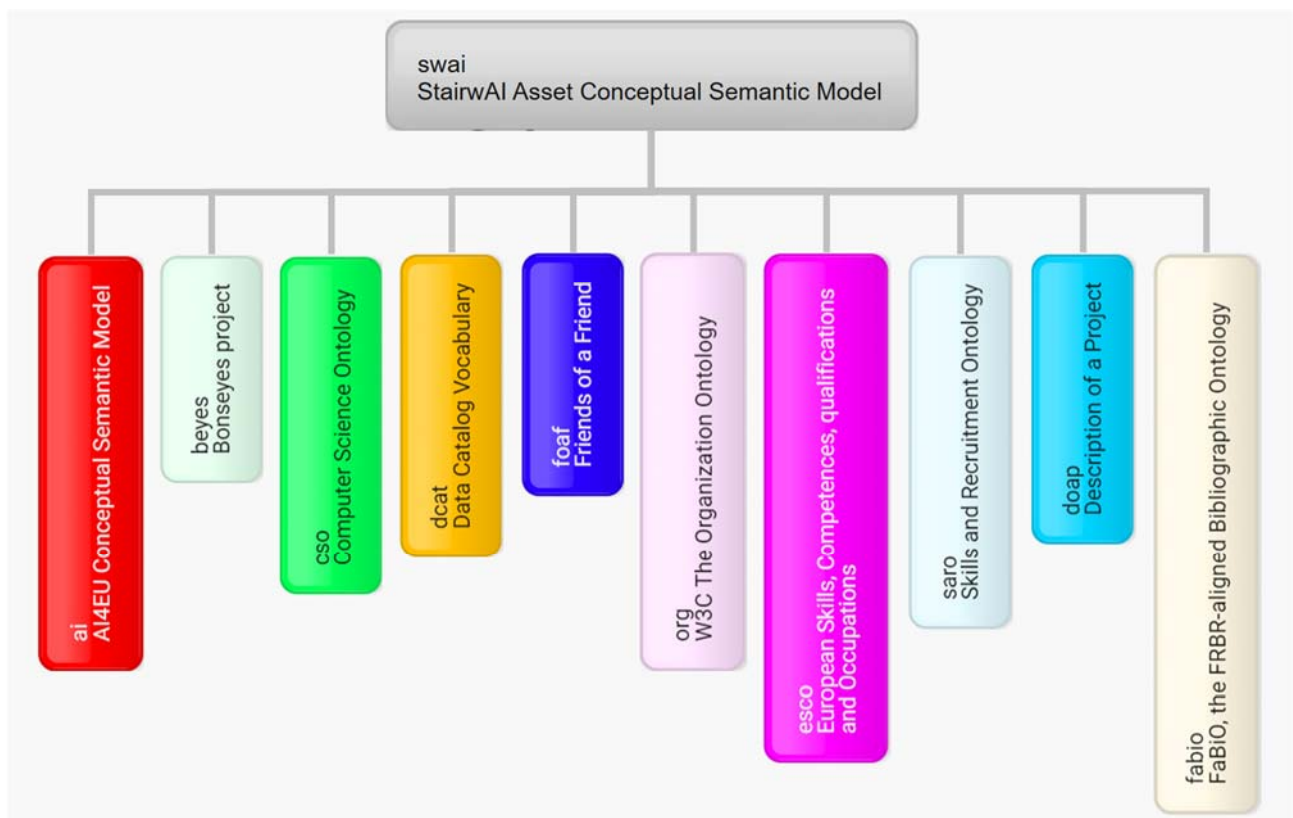 swai
StairwAI Asset Conceptual Semantic Model
ai
AI4EU Conceptual Semantic Model
beyes
Bonseyes project
cso
Computer Science Ontology
dcat
Data Catalog Vocabulary
foaf
Friends of a Friend
org
W3C The Organization Ontology
esco
European Skills, Competences, qualifications
and Occupations
saro
Skills and Recruitment Ontology
doap
Description of a Project
fabio
FaBiO, the FRBR-aligned Bibliographic Ontology